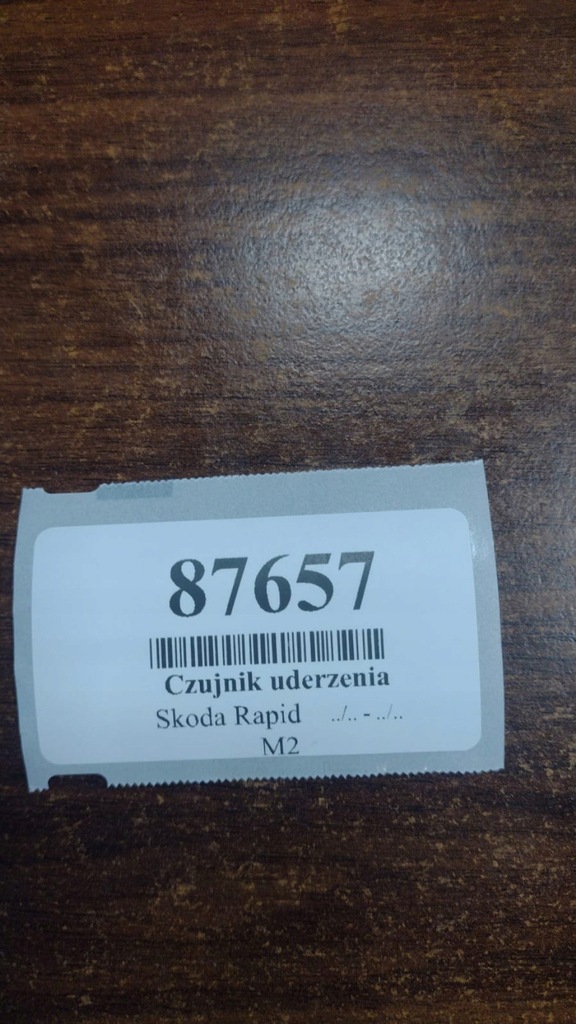 87657
Czujnik uderzenia
Skoda Rapid ../.. - ../..
M2